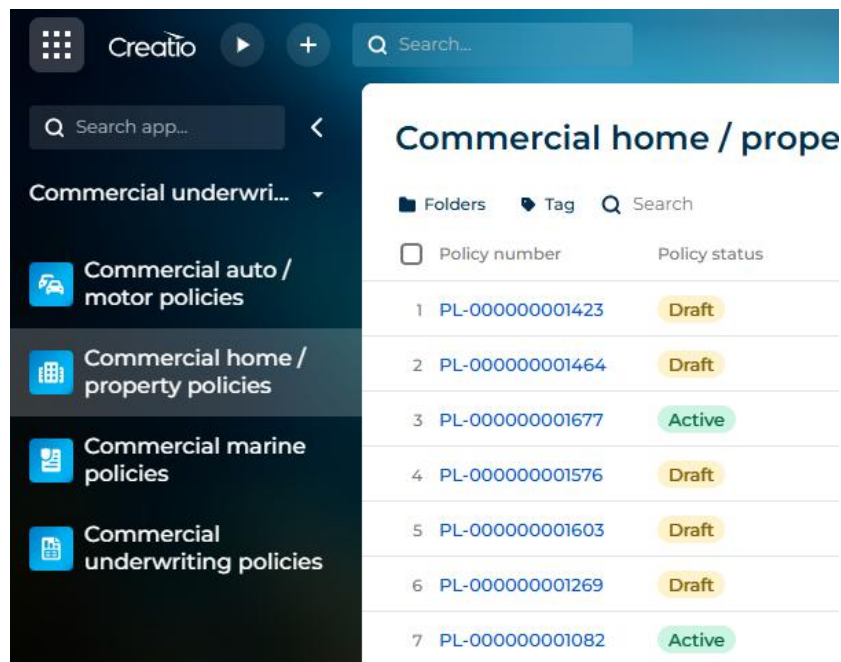 Creatio
Search...
Search app...
Commercial underwri...
Commercial auto /
motor policies
Commercial home /
property policies
Commercial marine
policies
Commercial
underwriting policies
Commercial home / prope
Folders Tag Search
Policy number Policy status
1 PL-000000001423 Draft
2 PL-000000001464 Draft
3 PL-000000001677 Active
4 PL-000000001576 Draft
5 PL-000000001603 Draft
6 PL-000000001269 Draft
7 PL-000000001082 Active